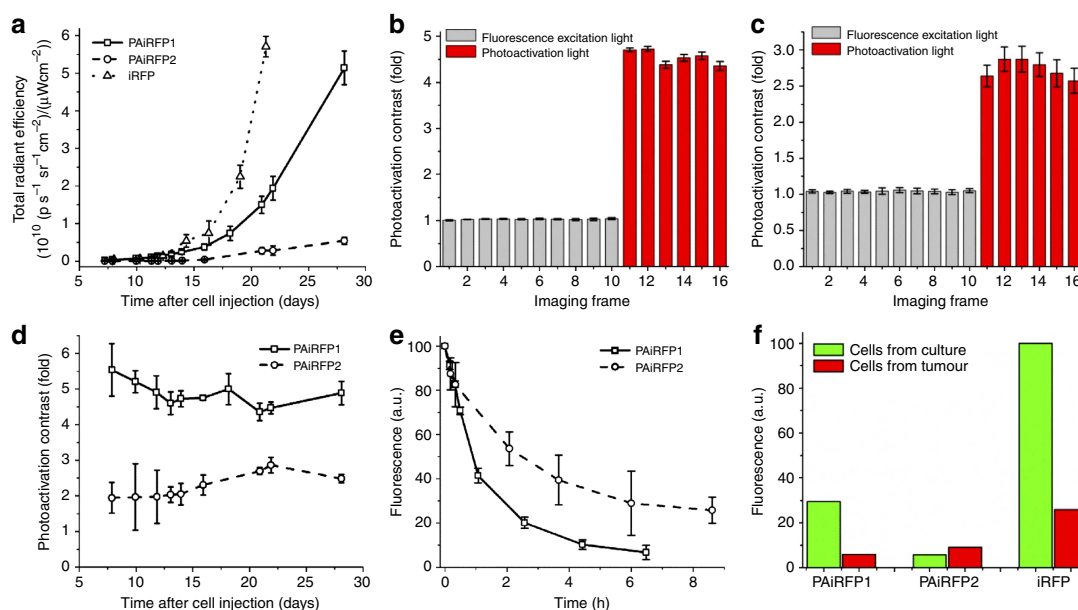 a
PAiRFP1
PAiRFP2
iRFP
Total radiant efficiency
(10¹⁰ (p s⁻¹ sr⁻¹ cm⁻²)/(μWcm⁻²))
6
5
4
3
2
1
0
5 10 15 20 25 30
Time after cell injection (days)
b
Fluorescence excitation light
Photoactivation light
Photoactivation contrast (fold)
5
4
3
2
1
0
2 4 6 8 10 12 14 16
Imaging frame
c
Fluorescence excitation light
Photoactivation light
Photoactivation contrast (fold)
3.0
2.5
2.0
1.5
1.0
0.5
0.0
2 4 6 8 10 12 14 16
Imaging frame
d
PAiRFP1
PAiRFP2
Photoactivation contrast (fold)
6
5
4
3
2
1
0
5 10 15 20 25 30
Time after cell injection (days)
e
PAiRFP1
PAiRFP2
Fluorescence (a.u.)
100
80
60
40
20
0
0 2 4 6 8
Time (h)
f
Cells from culture
Cells from tumour
Fluorescence (a.u.)
100
80
60
40
20
0
PAiRFP1 PAiRFP2 iRFP